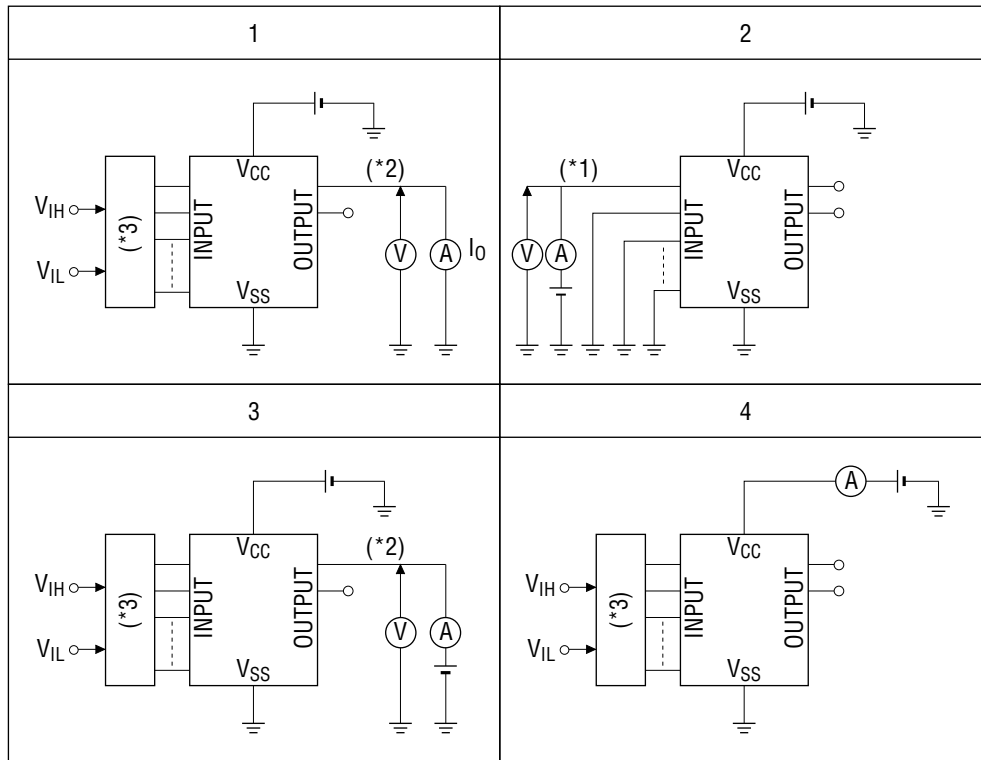 1
2
VCC
(*2)
VIH
(*3)
INPUT
OUTPUT
V
A
IO
VIL
VSS
VCC
(*1)
V
A
INPUT
OUTPUT
VSS
3
4
VCC
(*2)
VIH
(*3)
INPUT
OUTPUT
V
A
VIL
VSS
A
VCC
VIH
(*3)
INPUT
OUTPUT
VIL
VSS